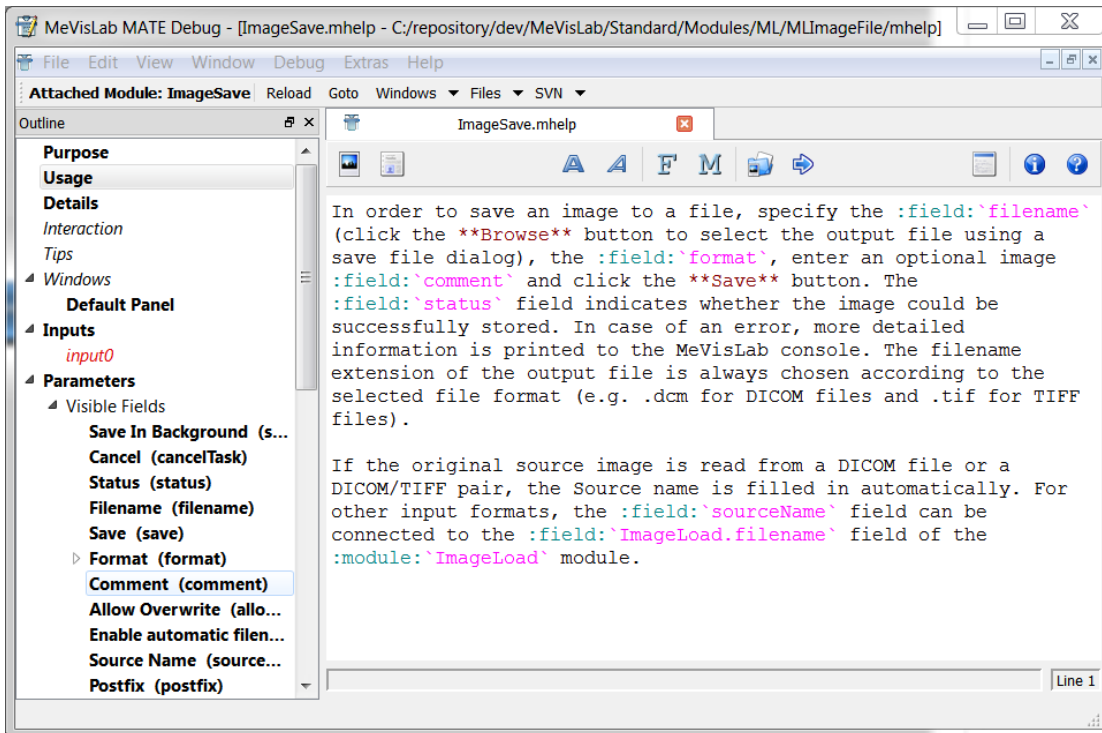 MeVisLab MATE Debug - [ImageSave.mhelp - C:/repository/dev/MeVisLab/Standard/Modules/ML/MLImageFile/mhelp]
File Edit View Window Debug Extras Help
Attached Module: ImageSave Reload Goto Windows Files SVN
Outline
Purpose
Usage
Details
Interaction
Tips
Windows
Default Panel
Inputs
input0
Parameters
Visible Fields
Save In Background (s...
Cancel (cancelTask)
Status (status)
Filename (filename)
Save (save)
Format (format)
Comment (comment)
Allow Overwrite (allo...
Enable automatic filen...
Source Name (source...
Postfix (postfix)
ImageSave.mhelp
A A F M
In order to save an image to a file, specify the :field:`filename`
(click the **Browse** button to select the output file using a
save file dialog), the :field:`format`, enter an optional image
:field:`comment` and click the **Save** button. The
:field:`status` field indicates whether the image could be
successfully stored. In case of an error, more detailed
information is printed to the MeVisLab console. The filename
extension of the output file is always chosen according to the
selected file format (e.g. .dcm for DICOM files and .tif for TIFF
files).
If the original source image is read from a DICOM file or a
DICOM/TIFF pair, the Source name is filled in automatically. For
other input formats, the :field:`sourceName` field can be
connected to the :field:`ImageLoad.filename` field of the
:module:`ImageLoad` module.
Line 1